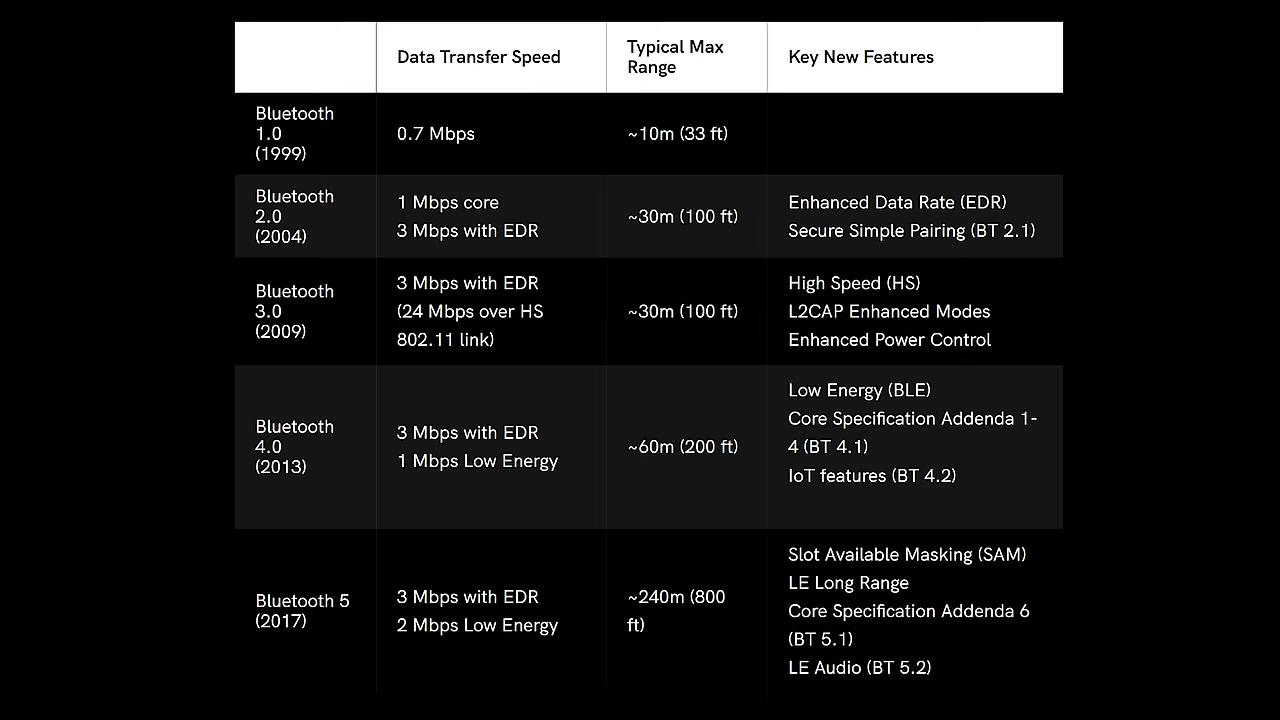 Data Transfer Speed
Typical Max
Range
Key New Features
Bluetooth
1.0
(1999)
0.7 Mbps
~10m (33 ft)
Bluetooth
2.0
(2004)
1 Mbps core
3 Mbps with EDR
~30m (100 ft)
Enhanced Data Rate (EDR)
Secure Simple Pairing (BT 2.1)
Bluetooth
3.0
(2009)
3 Mbps with EDR
(24 Mbps over HS
802.11 link)
~30m (100 ft)
High Speed (HS)
L2CAP Enhanced Modes
Enhanced Power Control
Bluetooth
4.0
(2013)
3 Mbps with EDR
1 Mbps Low Energy
~60m (200 ft)
Low Energy (BLE)
Core Specification Addenda 1-
4 (BT 4.1)
IoT features (BT 4.2)
Bluetooth 5
(2017)
3 Mbps with EDR
2 Mbps Low Energy
~240m (800
ft)
Slot Available Masking (SAM)
LE Long Range
Core Specification Addenda 6
(BT 5.1)
LE Audio (BT 5.2)